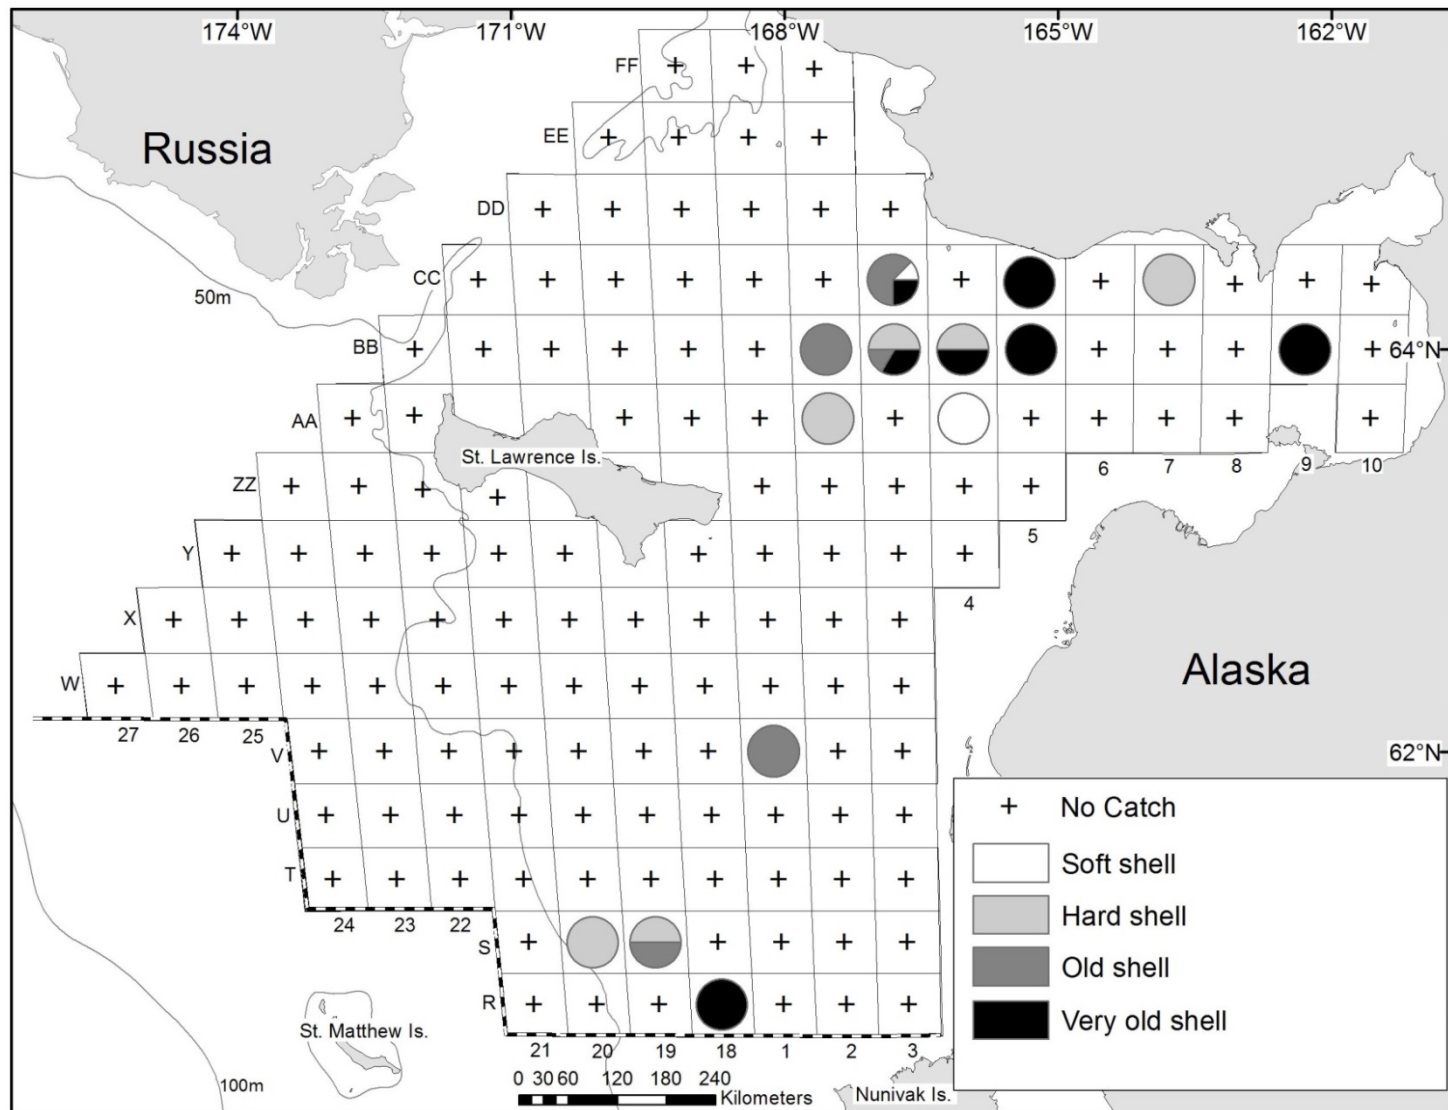 174°W 171°W 168°W 165°W 162°W
FF
Russia
EE
DD
CC
50m
BB
64°N
AA
St. Lawrence Is.
6 7 8 9 10
ZZ
5
Y
4
X
Alaska
W
27 26 25
V
62°N
No Catch
U
Soft shell
T
Hard shell
24 23 22
S
Old shell
R
Very old shell
St. Matthew Is.
21 20 19 18 1 2 3
100m
0 30 60 120 180 240
Kilometers
Nunivak Is.